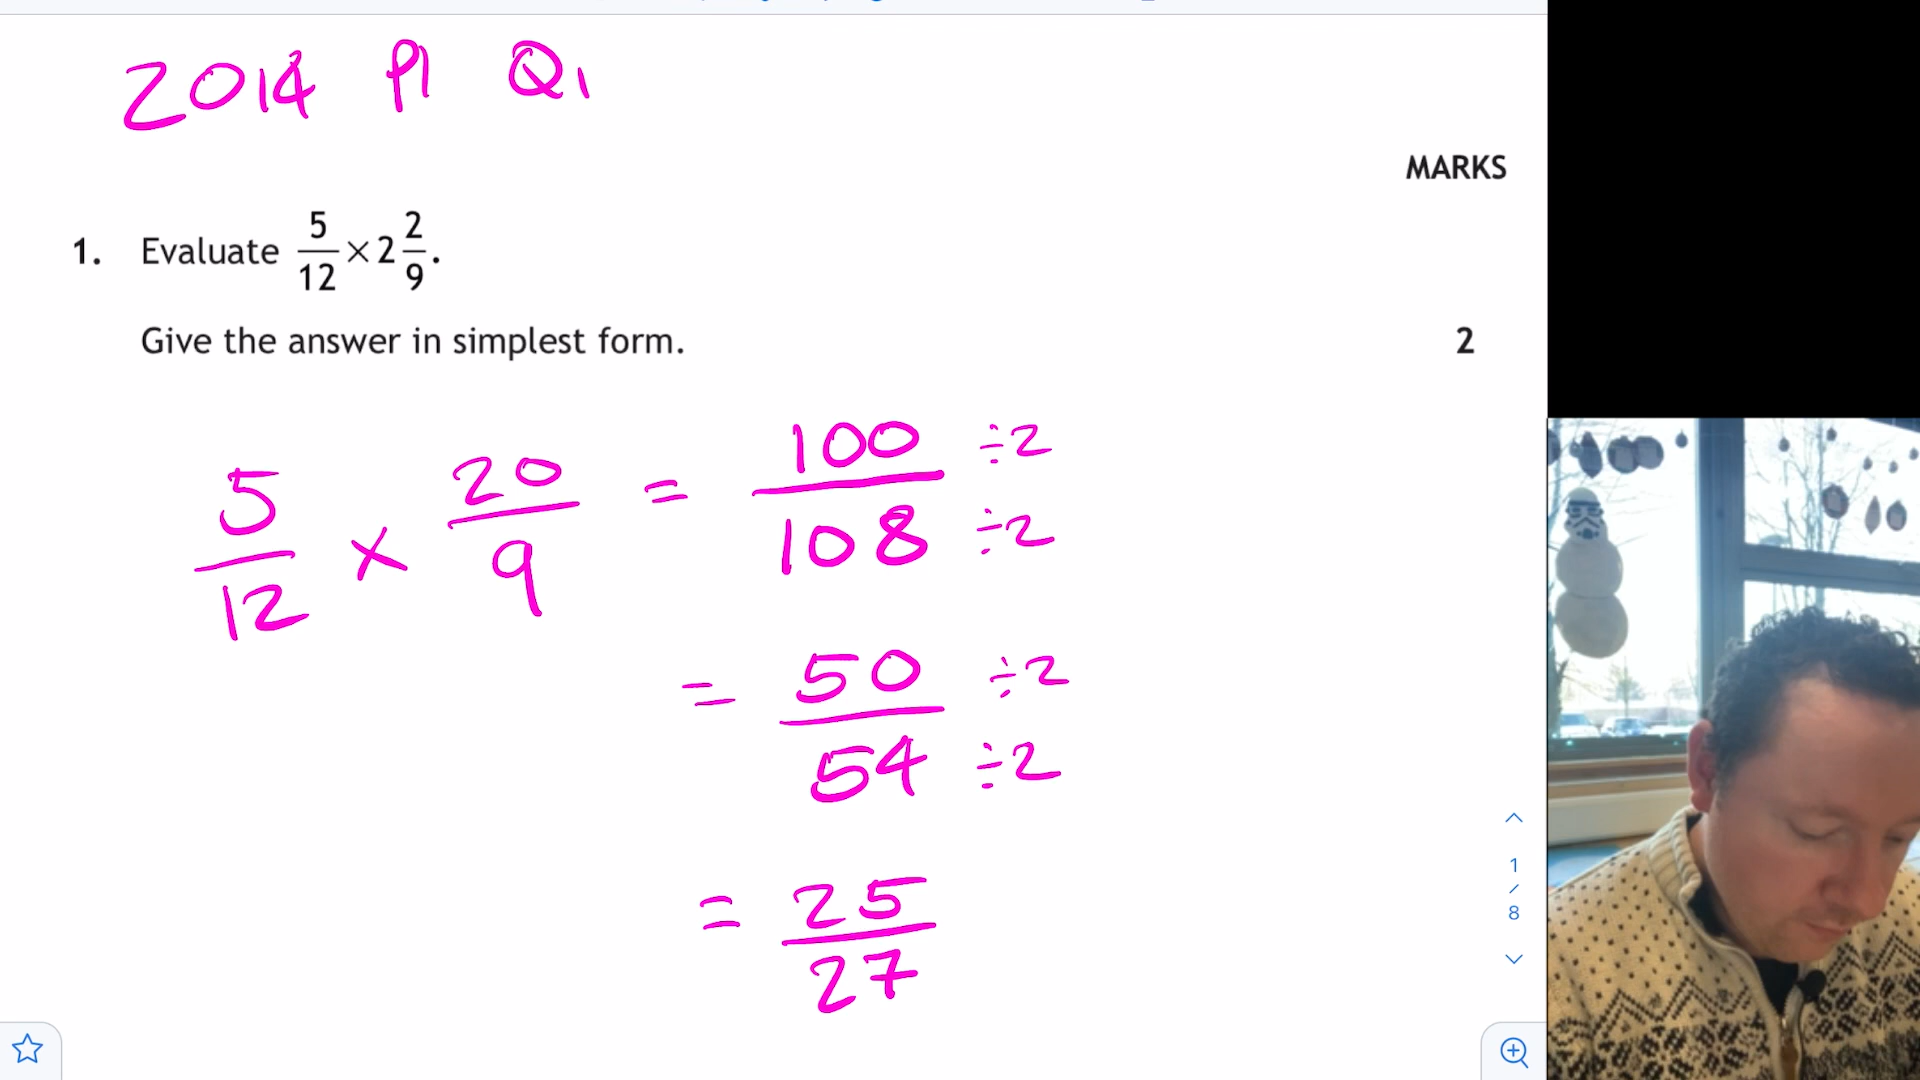 2014 P1 Q1
MARKS
1. Evaluate 5/12 × 2 2/9.
Give the answer in simplest form. 2
5/12 × 20/9 = 100/108 ÷2 ÷2
= 50/54 ÷2 ÷2
= 25/27
1
/
8